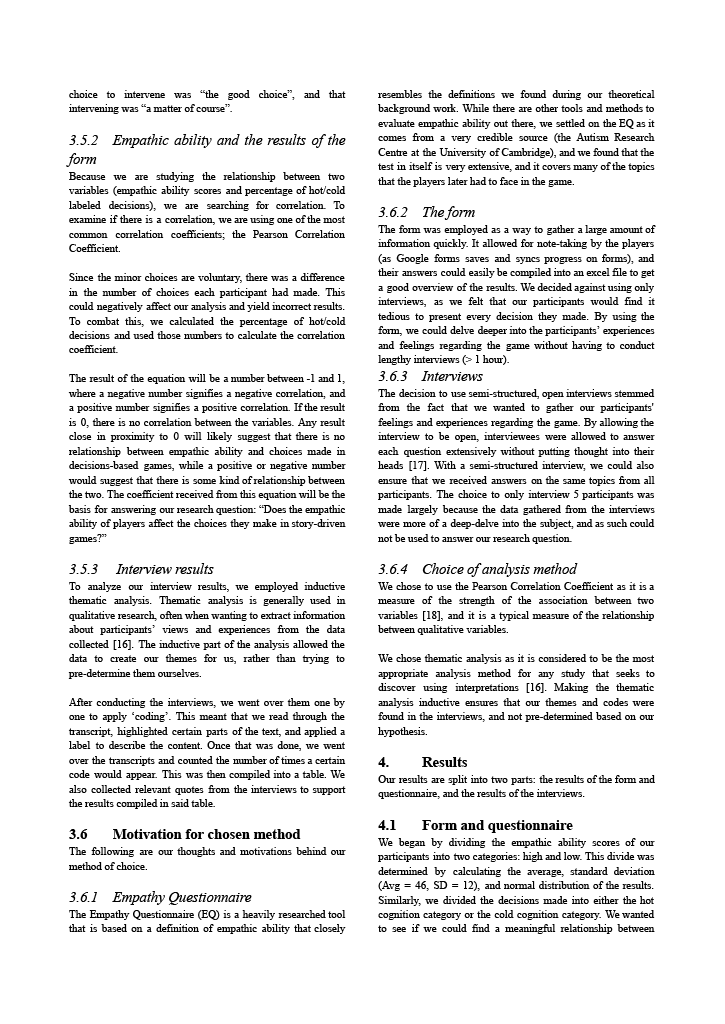 choice to intervene was “the good choice”, and that
intervening was “a matter of course”.
3.5.2 Empathic ability and the results of the
form
Because we are studying the relationship between two
variables (empathic ability scores and percentage of hot/cold
labeled decisions), we are searching for correlation. To
examine if there is a correlation, we are using one of the most
common correlation coefficients; the Pearson Correlation
Coefficient.
Since the minor choices are voluntary, there was a difference
in the number of choices each participant had made. This
could negatively affect our analysis and yield incorrect results.
To combat this, we calculated the percentage of hot/cold
decisions and used those numbers to calculate the correlation
coefficient.
The result of the equation will be a number between -1 and 1,
where a negative number signifies a negative correlation, and
a positive number signifies a positive correlation. If the result
is 0, there is no correlation between the variables. Any result
close in proximity to 0 will likely suggest that there is no
relationship between empathic ability and choices made in
decisions-based games, while a positive or negative number
would suggest that there is some kind of relationship between
the two. The coefficient received from this equation will be the
basis for answering our research question: “Does the empathic
ability of players affect the choices they make in story-driven
games?”
3.5.3 Interview results
To analyze our interview results, we employed inductive
thematic analysis. Thematic analysis is generally used in
qualitative research, often when wanting to extract information
about participants’ views and experiences from the data
collected [16]. The inductive part of the analysis allowed the
data to create our themes for us, rather than trying to
pre-determine them ourselves.
After conducting the interviews, we went over them one by
one to apply ‘coding’. This meant that we read through the
transcript, highlighted certain parts of the text, and applied a
label to describe the content. Once that was done, we went
over the transcripts and counted the number of times a certain
code would appear. This was then compiled into a table. We
also collected relevant quotes from the interviews to support
the results compiled in said table.
3.6 Motivation for chosen method
The following are our thoughts and motivations behind our
method of choice.
3.6.1 Empathy Questionnaire
The Empathy Questionnaire (EQ) is a heavily researched tool
that is based on a definition of empathic ability that closely
resembles the definitions we found during our theoretical
background work. While there are other tools and methods to
evaluate empathic ability out there, we settled on the EQ as it
comes from a very credible source (the Autism Research
Centre at the University of Cambridge), and we found that the
test in itself is very extensive, and it covers many of the topics
that the players later had to face in the game.
3.6.2 The form
The form was employed as a way to gather a large amount of
information quickly. It allowed for note-taking by the players
(as Google forms saves and syncs progress on forms), and
their answers could easily be compiled into an excel file to get
a good overview of the results. We decided against using only
interviews, as we felt that our participants would find it
tedious to present every decision they made. By using the
form, we could delve deeper into the participants’ experiences
and feelings regarding the game without having to conduct
lengthy interviews (> 1 hour).
3.6.3 Interviews
The decision to use semi-structured, open interviews stemmed
from the fact that we wanted to gather our participants'
feelings and experiences regarding the game. By allowing the
interview to be open, interviewees were allowed to answer
each question extensively without putting thought into their
heads [17]. With a semi-structured interview, we could also
ensure that we received answers on the same topics from all
participants. The choice to only interview 5 participants was
made largely because the data gathered from the interviews
were more of a deep-delve into the subject, and as such could
not be used to answer our research question.
3.6.4 Choice of analysis method
We chose to use the Pearson Correlation Coefficient as it is a
measure of the strength of the association between two
variables [18], and it is a typical measure of the relationship
between qualitative variables.
We chose thematic analysis as it is considered to be the most
appropriate analysis method for any study that seeks to
discover using interpretations [16]. Making the thematic
analysis inductive ensures that our themes and codes were
found in the interviews, and not pre-determined based on our
hypothesis.
4. Results
Our results are split into two parts: the results of the form and
questionnaire, and the results of the interviews.
4.1 Form and questionnaire
We began by dividing the empathic ability scores of our
participants into two categories: high and low. This divide was
determined by calculating the average, standard deviation
(Avg = 46, SD = 12), and normal distribution of the results.
Similarly, we divided the decisions made into either the hot
cognition category or the cold cognition category. We wanted
to see if we could find a meaningful relationship between